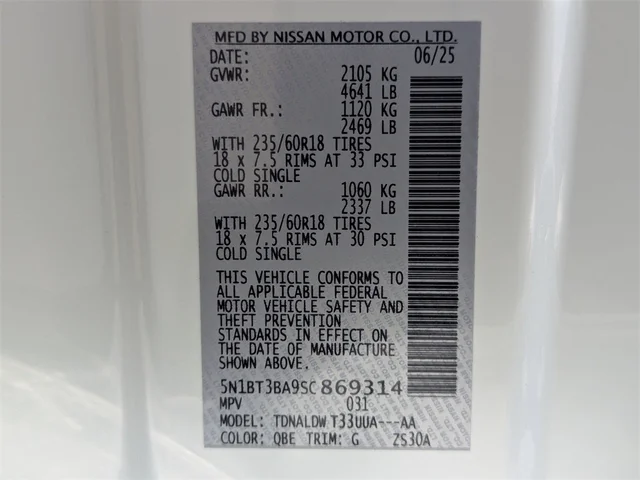 MFD BY NISSAN MOTOR CO., LTD.
DATE: 06/25
GVWR: 2105 KG
4641 LB
GAWR FR.: 1120 KG
2469 LB
WITH 235/60R18 TIRES
18 x 7.5 RIMS AT 33 PSI
COLD SINGLE
GAWR RR.: 1060 KG
2337 LB
WITH 235/60R18 TIRES
18 x 7.5 RIMS AT 30 PSI
COLD SINGLE
THIS VEHICLE CONFORMS TO
ALL APPLICABLE FEDERAL
MOTOR VEHICLE SAFETY AND
THEFT PREVENTION
STANDARDS IN EFFECT ON
THE DATE OF MANUFACTURE
SHOWN ABOVE.
5N1BT3BA9SC869314
MPV 031
MODEL: TDNALDW T33UUA---AA
COLOR: QBE TRIM: G ZS30A